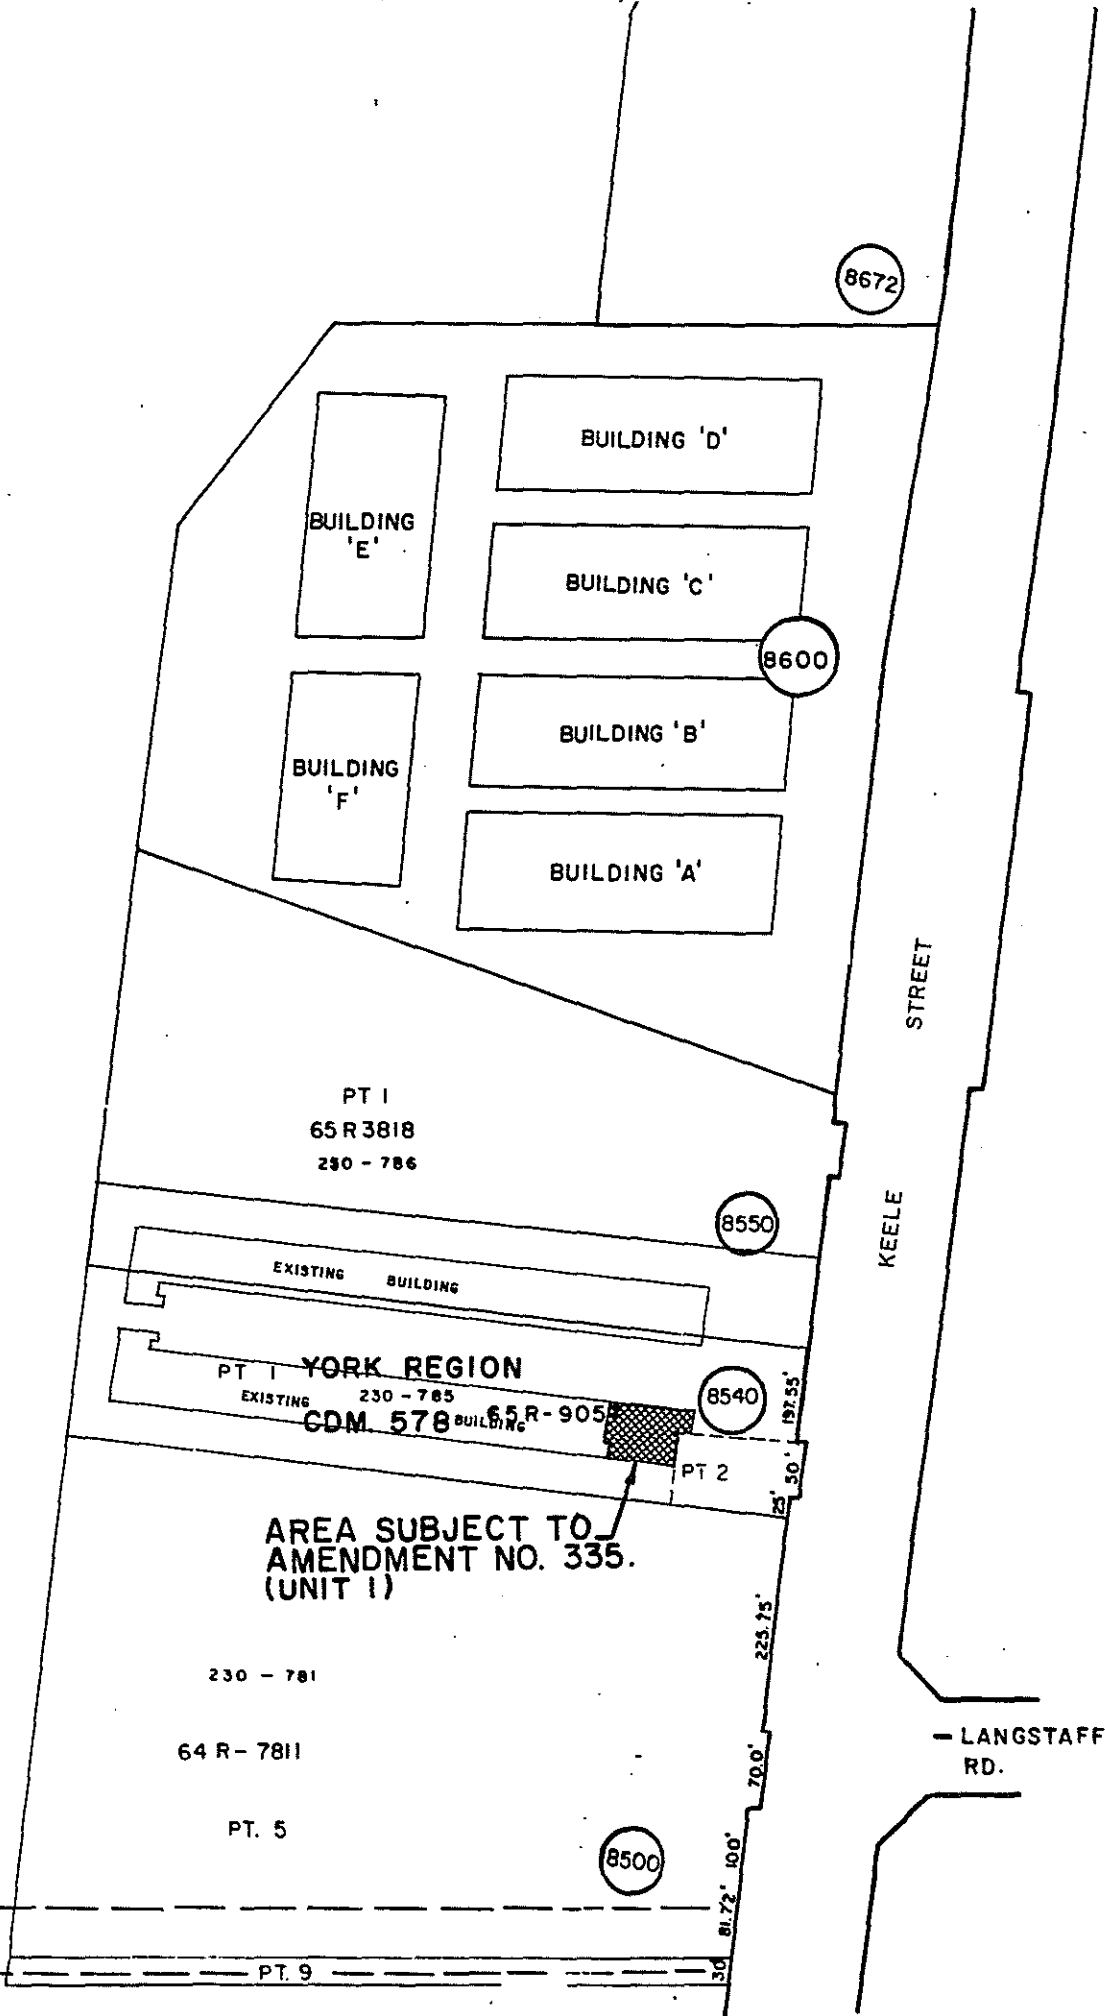 8672
BUILDING 'D'
BUILDING
'E'
BUILDING 'C'
8600
BUILDING 'B'
BUILDING
'F'
BUILDING 'A'
KEELE STREET
PT 1
65R3818
230 - 786
8550
EXISTING BUILDING
PT 1 YORK REGION
8540
EXISTING 230 - 785
CDM. 578 BUILDING 65R-905
197.55'
PT 2
50'
25'
AREA SUBJECT TO
AMENDMENT NO. 335.
(UNIT 1)
225.75'
230 - 781
64R-7811
70.0'
LANGSTAFF
RD.
PT. 5
8500
100'
81.72'
PT. 9
30